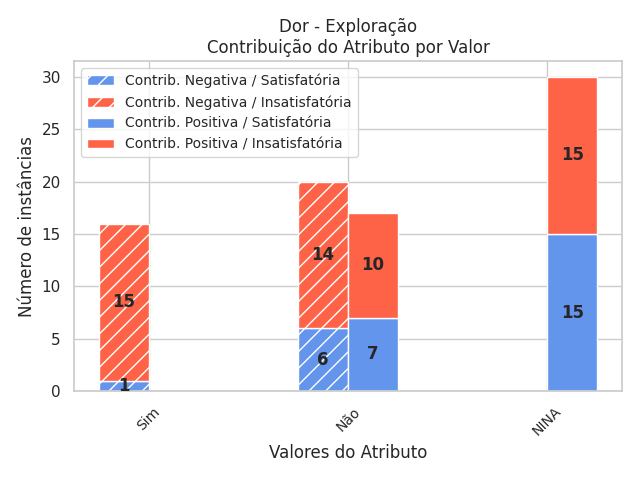 Dor - Exploração
Contribuição do Atributo por Valor
Contrib. Negativa / Satisfatória
Contrib. Negativa / Insatisfatória
Contrib. Positiva / Satisfatória
Contrib. Positiva / Insatisfatória
Número de instâncias
30
25
20
15
10
5
0
15
1
14
6
10
7
15
15
Sim
Não
NINA
Valores do Atributo